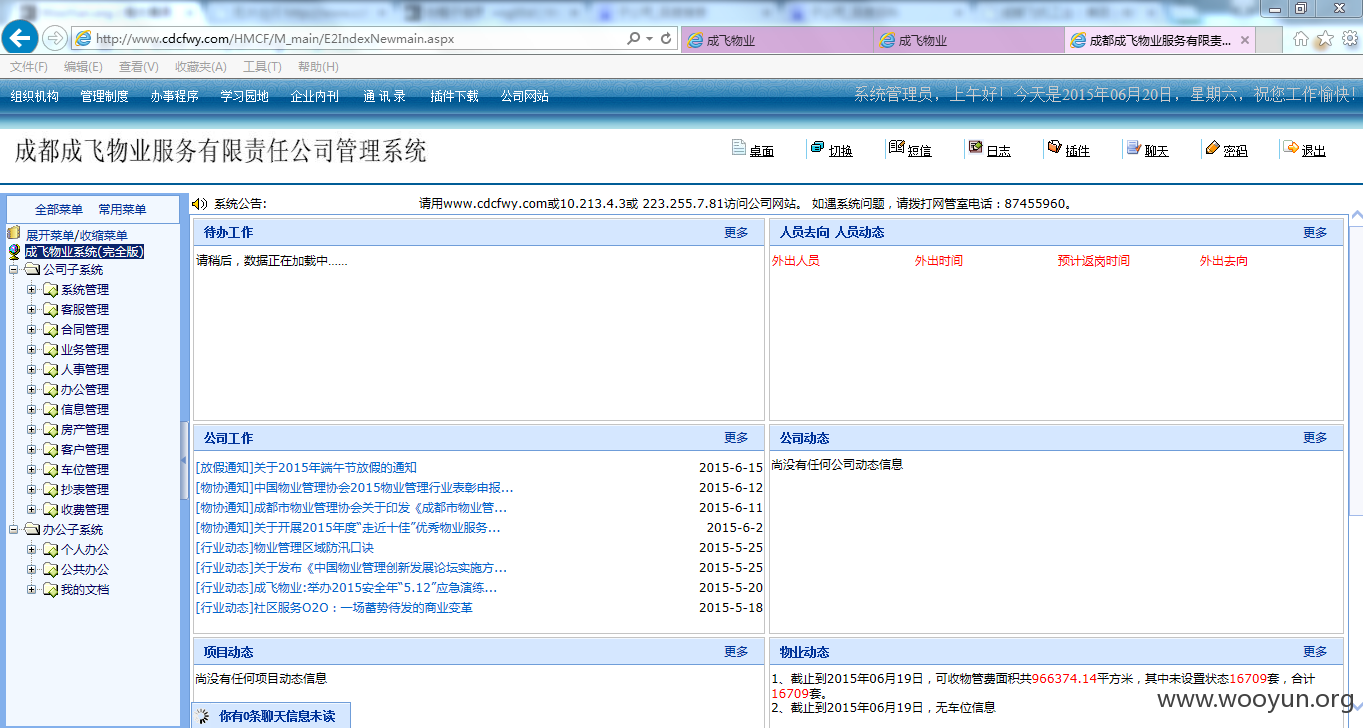 http://www.cdcfwy.com/HMCF/M_main/E2IndexNewmain.aspx
成飞物业
成飞物业
成都成飞物业服务有限责...
文件(F) 编辑(E) 查看(V) 收藏夹(A) 工具(T) 帮助(H)
组织机构 管理制度 办事程序 学习园地 企业内刊 通 讯 录 插件下载 公司网站
系统管理员，上午好！今天是2015年06月20日，星期六，祝您工作愉快!
成都成飞物业服务有限责任公司管理系统
桌面 切换 短信 日志 插件 聊天 密码 退出
全部菜单 常用菜单
展开菜单/收缩菜单
成飞物业系统(完全版)
公司子系统
系统管理
客服管理
合同管理
业务管理
人事管理
办公管理
信息管理
房产管理
客户管理
车位管理
抄表管理
收费管理
办公子系统
个人办公
公共办公
我的文档
系统公告:
请用www.cdcfwy.com或10.213.4.3或 223.255.7.81访问公司网站。 如遇系统问题，请拨打网管室电话：87455960。
待办工作 更多
请稍后，数据正在加载中......
人员去向 人员动态 更多
外出人员 外出时间 预计返岗时间 外出去向
公司工作 更多
[放假通知]关于2015年端午节放假的通知 2015-6-15
[物协通知]中国物业管理协会2015物业管理行业表彰申报... 2015-6-12
[物协通知]成都市物业管理协会关于印发《成都市物业管... 2015-6-11
[物协通知]关于开展2015年度“走近十佳”优秀物业服务... 2015-6-2
[行业动态]物业管理区域防汛口诀 2015-5-25
[行业动态]关于发布《中国物业管理创新发展论坛实施方... 2015-5-25
[行业动态]成飞物业:举办2015安全年“5.12”应急演练... 2015-5-20
[行业动态]社区服务O2O：一场蓄势待发的商业变革 2015-5-18
公司动态 更多
尚没有任何公司动态信息
项目动态 更多
尚没有任何项目动态信息
物业动态 更多
1、截止到2015年06月19日，可收物管费面积共966374.14平方米，其中未设置状态16709套，合计
16709套。
2、截止到2015年06月19日，无车位信息
你有0条聊天信息未读
www.wooyun.org